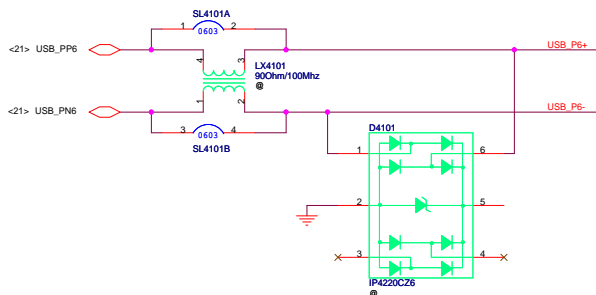 SL4101A
1 2
0603
<21> USB_PP6
USB_P6+
4 3
LX4101
90Ohm/100Mhz
@
1 2
<21> USB_PN6
USB_P6-
3 4
0603
SL4101B
D4101
1 6
2 5
3 4
IP4220CZ6
@